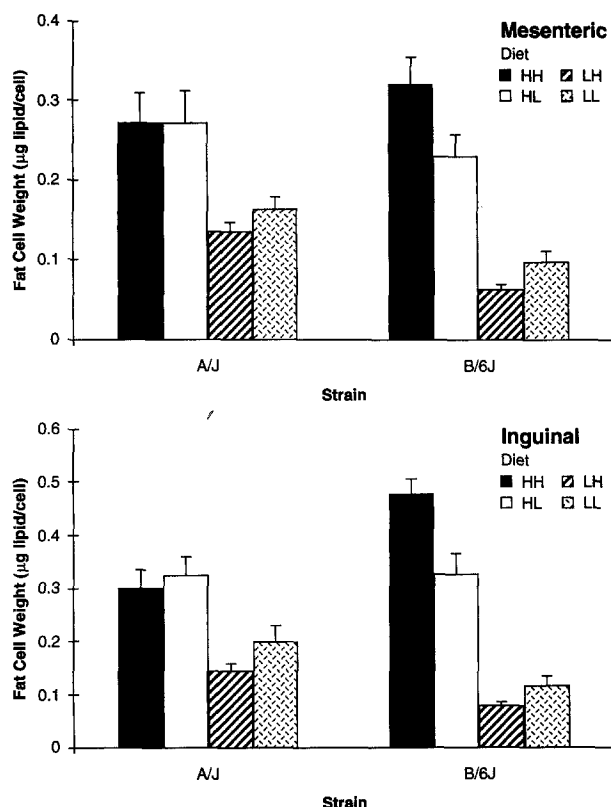 Mesenteric
Diet
HH LH
HL LL
Fat Cell Weight (µg lipid/cell)
0.4
0.3
0.2
0.1
0
A/J B/6J
Strain
Inguinal
Diet
HH LH
HL LL
Fat Cell Weight (µg lipid/cell)
0.6
0.5
0.4
0.3
0.2
0.1
0
A/J B/6J
Strain